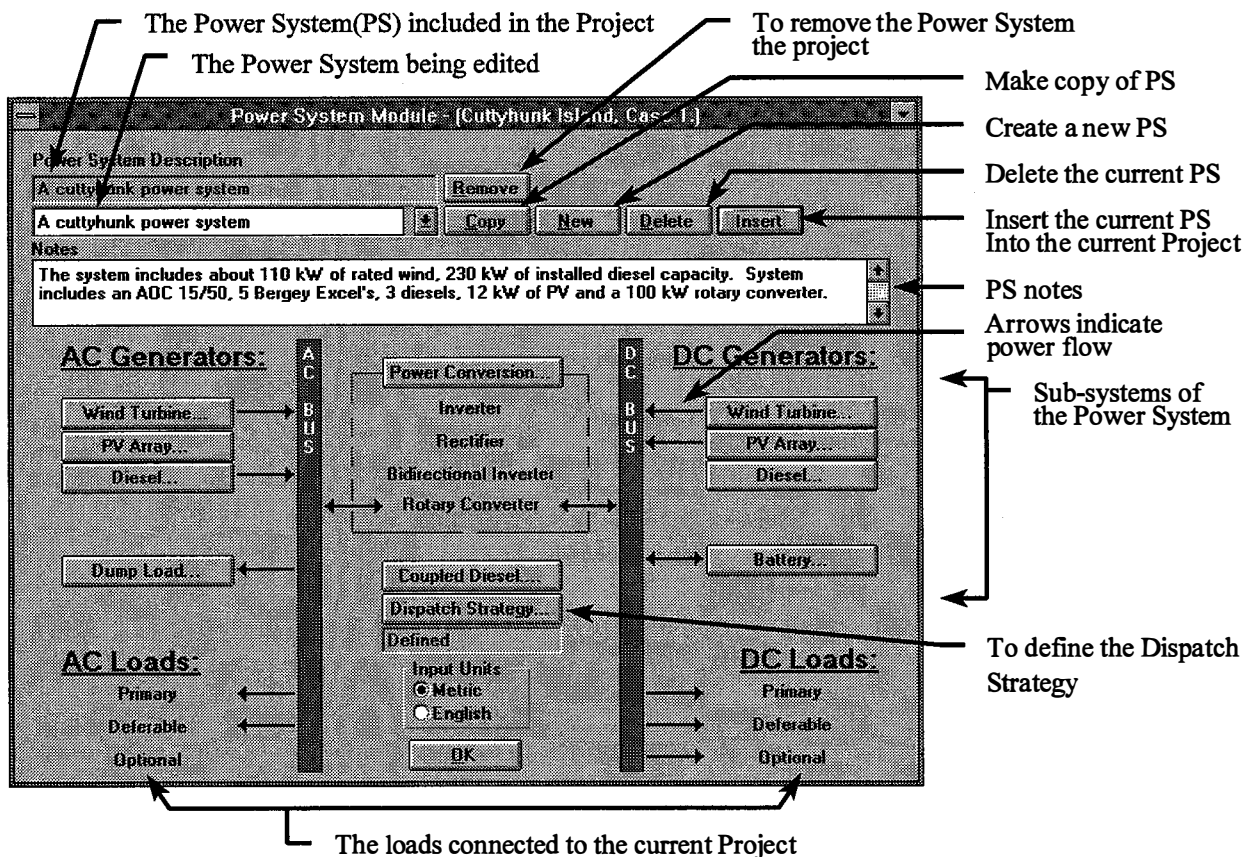 The Power System(PS) included in the Project
To remove the Power System
the project
The Power System being edited
Make copy of PS
Power System Module - (Cuttyhunk Island, Case 1.)
Create a new PS
Power System Description
A cuttyhunk power system
Remove
Delete the current PS
A cuttyhunk power system
Copy
New
Delete
Insert
Insert the current PS
Into the current Project
Notes
The system includes about 110 kW of rated wind, 230 kW of installed diesel capacity. System
includes an AOC 15/50, 5 Bergey Excel's, 3 diesels, 12 kW of PV and a 100 kW rotary converter.
PS notes
Arrows indicate
power flow
AC Generators:
AC BUS
Power Conversion...
DC BUS
DC Generators:
Sub-systems of
the Power System
Wind Turbine...
Inverter
Wind Turbine...
PV Array...
Rectifier
PV Array...
Diesel...
Bidirectional Inverter
Diesel...
Rotary Converter
Dump Load...
Coupled Diesel....
Battery...
Dispatch Strategy...
Defined
To define the Dispatch
Strategy
AC Loads:
Input Units
DC Loads:
Primary
Metric
Primary
Deferable
English
Deferable
Optional
OK
Optional
The loads connected to the current Project